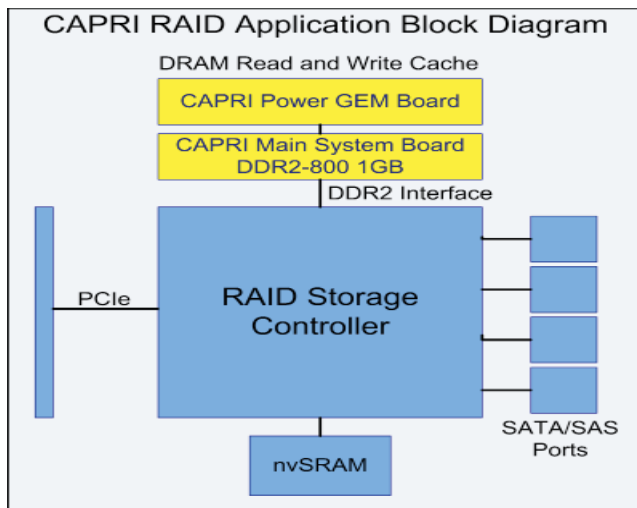 CAPRI RAID Application Block Diagram
DRAM Read and Write Cache
CAPRI Power GEM Board
CAPRI Main System Board
DDR2-800 1GB
DDR2 Interface
PCIe
RAID Storage
Controller
SATA/SAS
Ports
nvSRAM